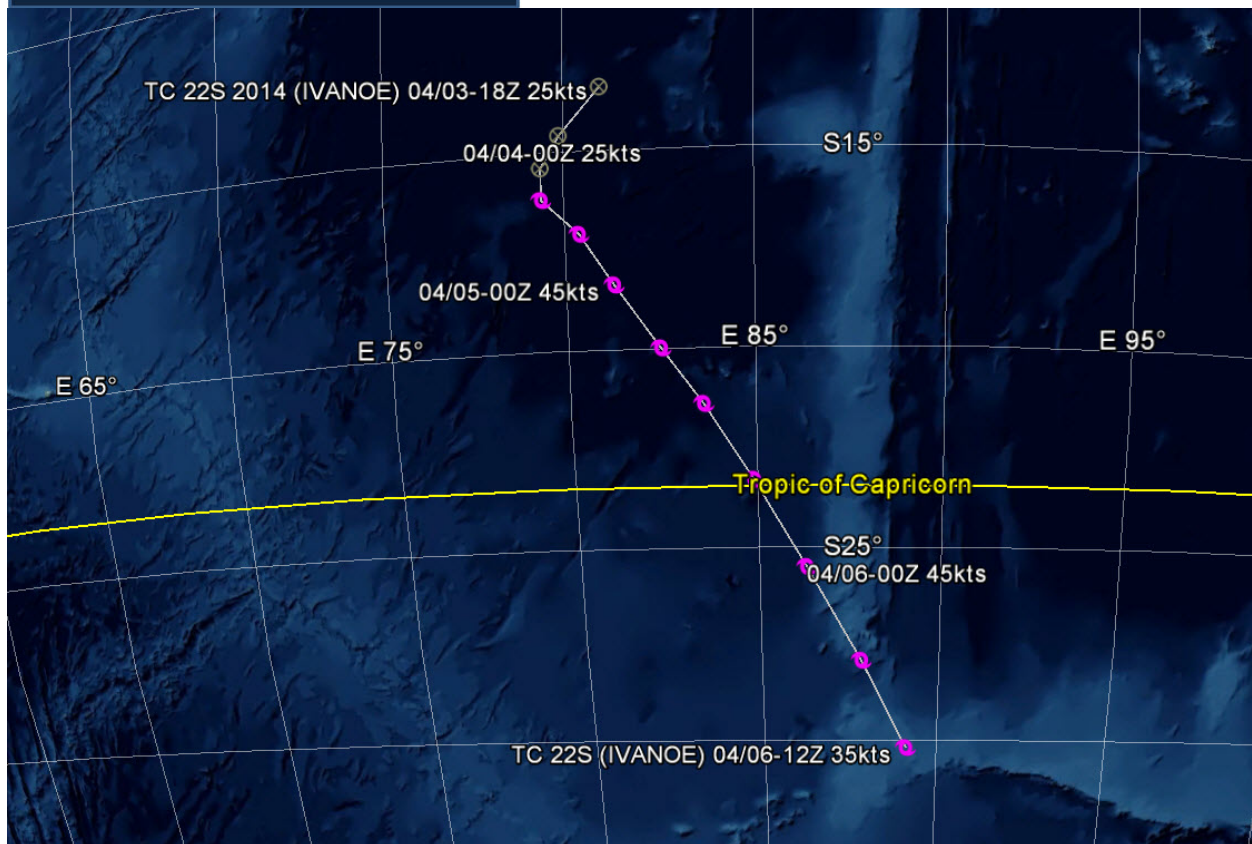 TC 22S 2014 (IVANOE) 04/03-18Z 25kts
S15°
04/04-00Z 25kts
04/05-00Z 45kts
E 85°
E 95°
E 75°
E 65°
Tropic of Capricorn
S25°
04/06-00Z 45kts
TC 22S (IVANOE) 04/06-12Z 35kts